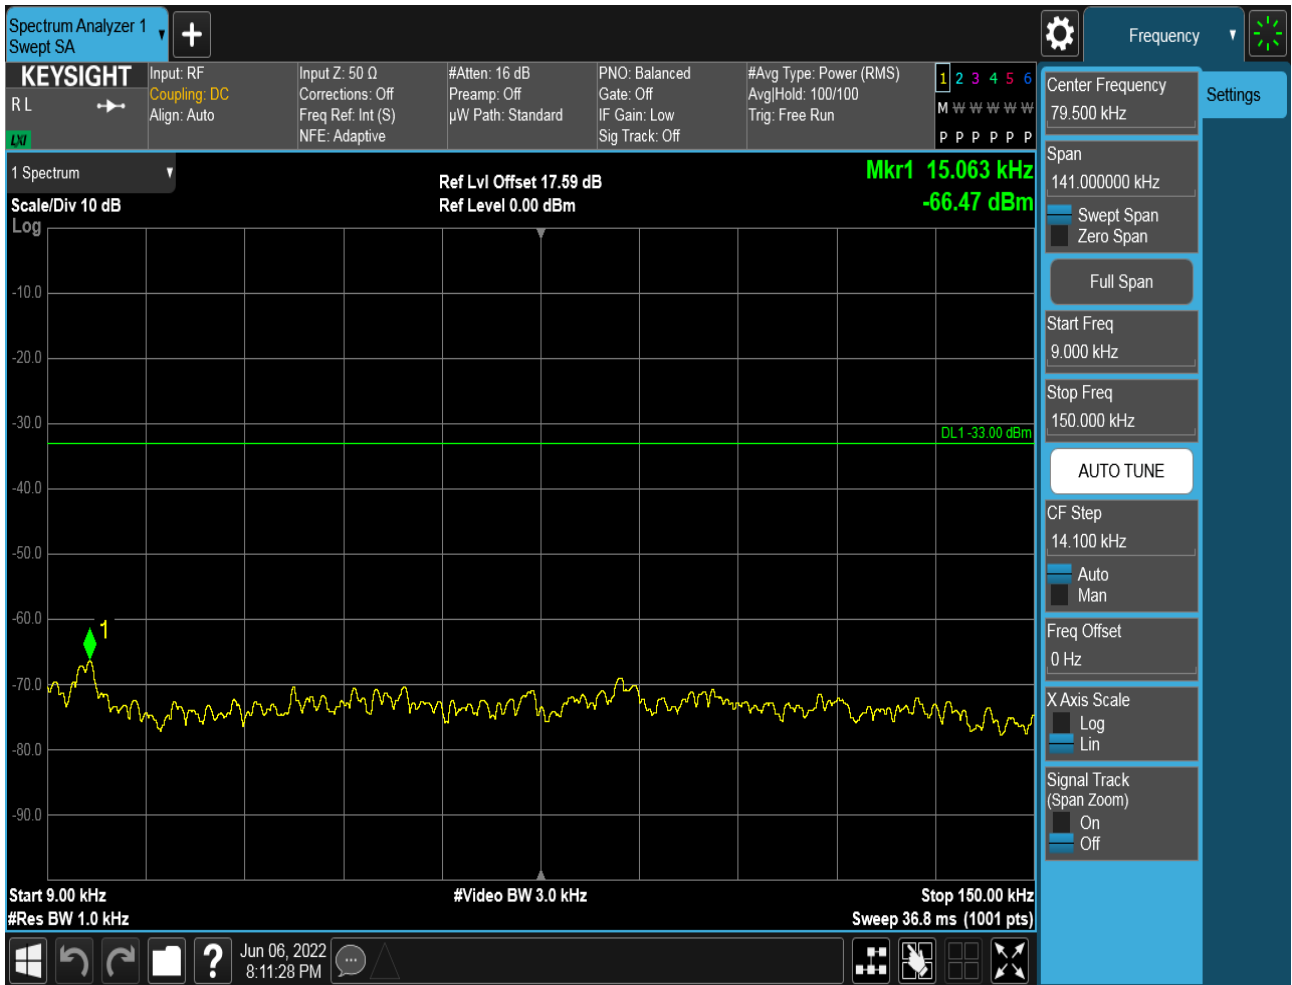 Spectrum Analyzer 1
Swept SA
Frequency
KEYSIGHT
R L
LXI
Input: RF
Coupling: DC
Align: Auto
Input Z: 50 Ω
Corrections: Off
Freq Ref: Int (S)
NFE: Adaptive
#Atten: 16 dB
Preamp: Off
µW Path: Standard
PNO: Balanced
Gate: Off
IF Gain: Low
Sig Track: Off
#Avg Type: Power (RMS)
Avg|Hold: 100/100
Trig: Free Run
1 2 3 4 5 6
M W W W W W
P P P P P P
1 Spectrum
Scale/Div 10 dB
Log
Ref Lvl Offset 17.59 dB
Ref Level 0.00 dBm
Mkr1 15.063 kHz
-66.47 dBm
-10.0
-20.0
-30.0
DL1 -33.00 dBm
-40.0
-50.0
-60.0
1
-70.0
-80.0
-90.0
Start 9.00 kHz
#Res BW 1.0 kHz
#Video BW 3.0 kHz
Stop 150.00 kHz
Sweep 36.8 ms (1001 pts)
?
Jun 06, 2022
8:11:28 PM
Center Frequency
79.500 kHz
Settings
Span
141.000000 kHz
Swept Span
Zero Span
Full Span
Start Freq
9.000 kHz
Stop Freq
150.000 kHz
AUTO TUNE
CF Step
14.100 kHz
Auto
Man
Freq Offset
0 Hz
X Axis Scale
Log
Lin
Signal Track
(Span Zoom)
On
Off